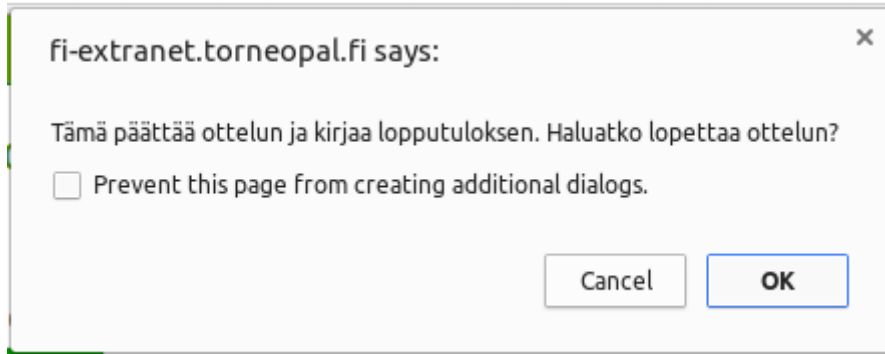 fi-extranet.torneopal.fi says:
Tämä päättää ottelun ja kirjaa lopputuloksen. Haluatko lopettaa ottelun?
Prevent this page from creating additional dialogs.
Cancel OK